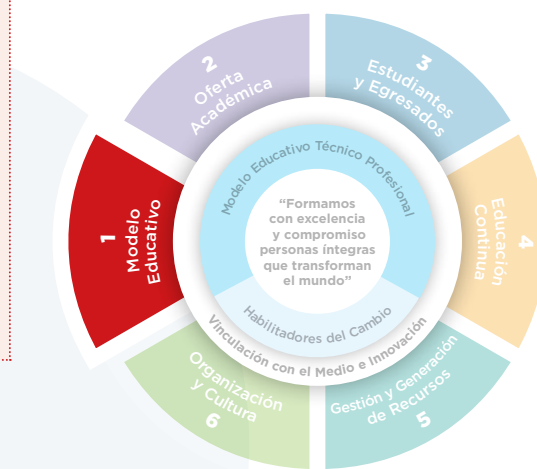 1
Modelo
Educativo
2
Oferta
Académica
3
Estudiantes
y Egresados
4
Educación
Continua
5
Gestión y Generación
de Recursos
6
Organización
y Cultura
Modelo Educativo Técnico Profesional
“Formamos
con excelencia
y compromiso
personas íntegras
que transforman
el mundo”
Habilitadores del Cambio
Vinculación con el Medio e Innovación